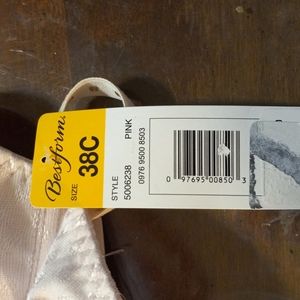 Bestform.
SIZE 38C
STYLE
5006238 PINK
0976 9500 8503
0 97695 00850 3